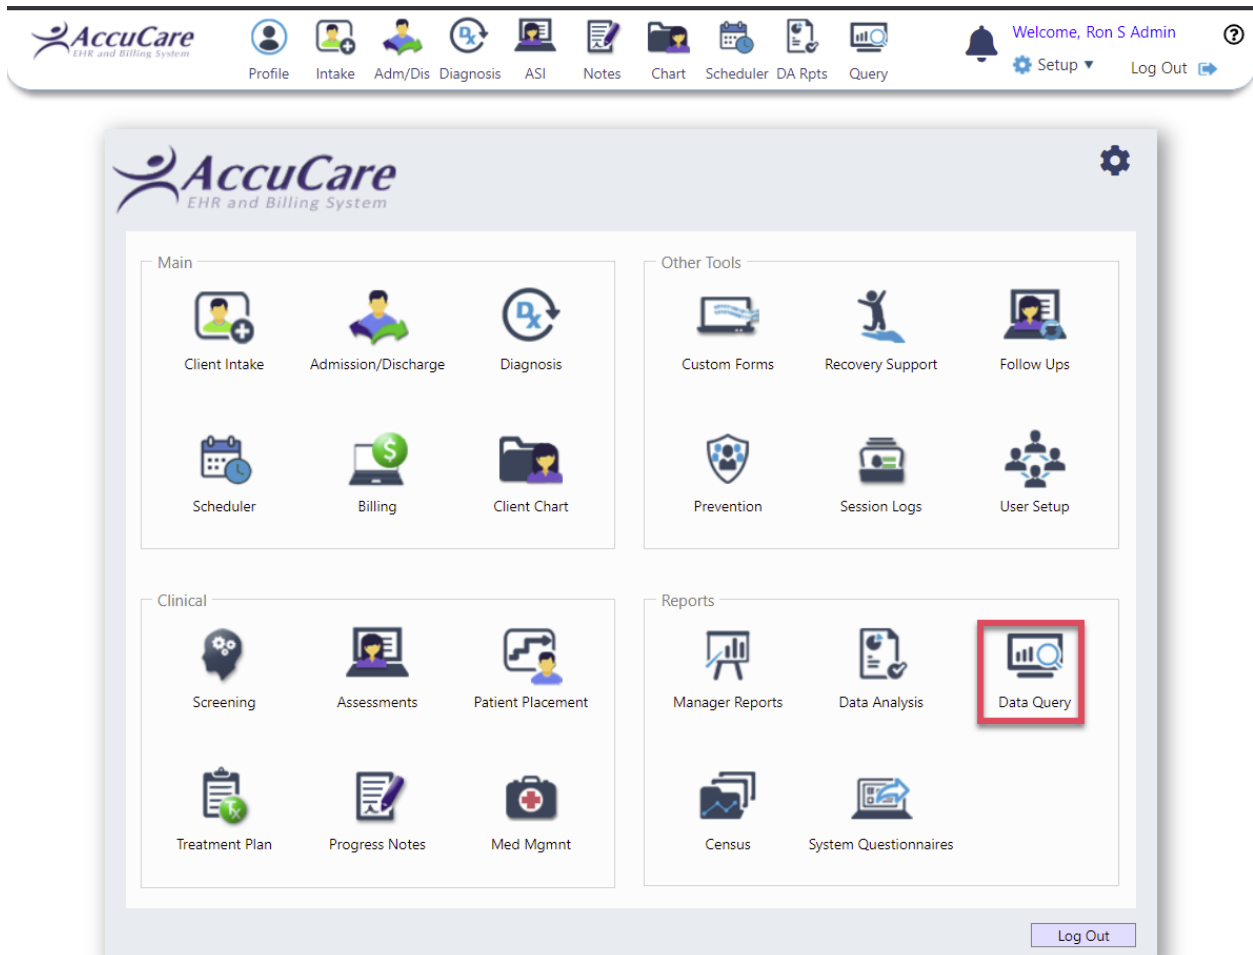 AccuCare
EHR and Billing System
Profile
Intake
Adm/Dis
Diagnosis
ASI
Notes
Chart
Scheduler
DA Rpts
Query
Welcome, Ron S Admin
Setup ▼
Log Out
?
AccuCare
EHR and Billing System
Main
Client Intake
Admission/Discharge
Dx
Diagnosis
Scheduler
$
Billing
Client Chart
Other Tools
Custom Forms
Recovery Support
Follow Ups
Prevention
Session Logs
User Setup
Clinical
Screening
Assessments
Patient Placement
Tx
Treatment Plan
Progress Notes
Med Mgmnt
Reports
Manager Reports
Data Analysis
Data Query
Census
System Questionnaires
Log Out